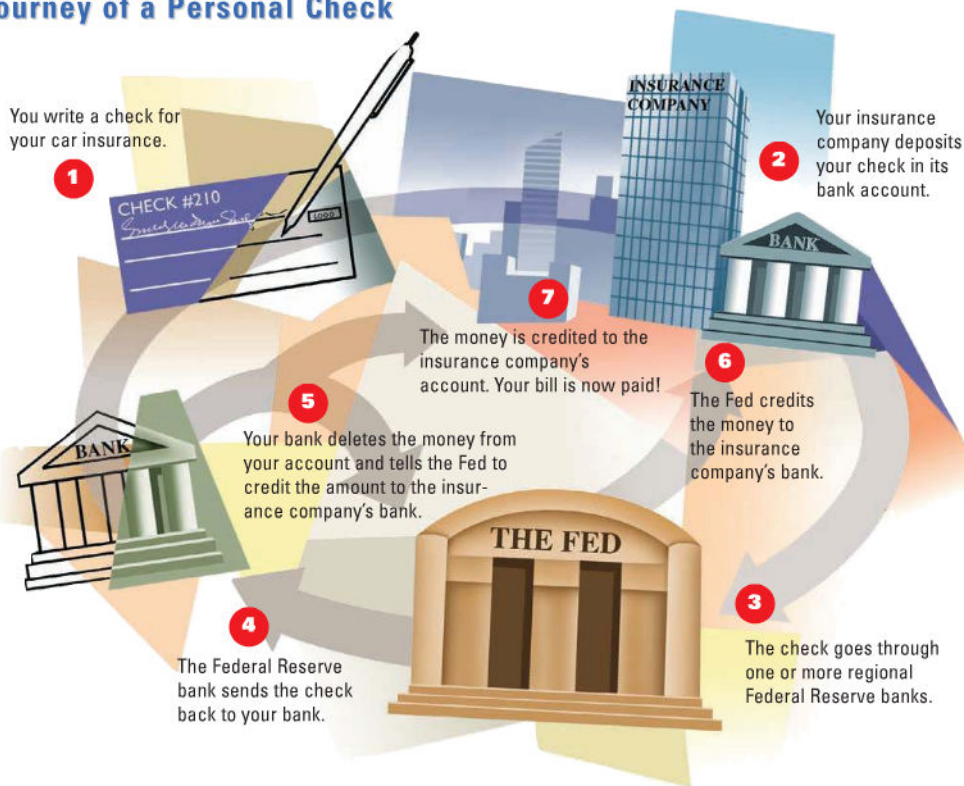 ourney of a Personal Check
You write a check for
your car insurance.
1
CHECK #210
LOGO
INSURANCE
COMPANY
2
Your insurance
company deposits
your check in its
bank account.
BANK
3
The check goes through
one or more regional
Federal Reserve banks.
THE FED
4
The Federal Reserve
bank sends the check
back to your bank.
BANK
5
Your bank deletes the money from
your account and tells the Fed to
credit the amount to the insur-
ance company's bank.
6
The Fed credits
the money to
the insurance
company's bank.
7
The money is credited to the
insurance company's
account. Your bill is now paid!